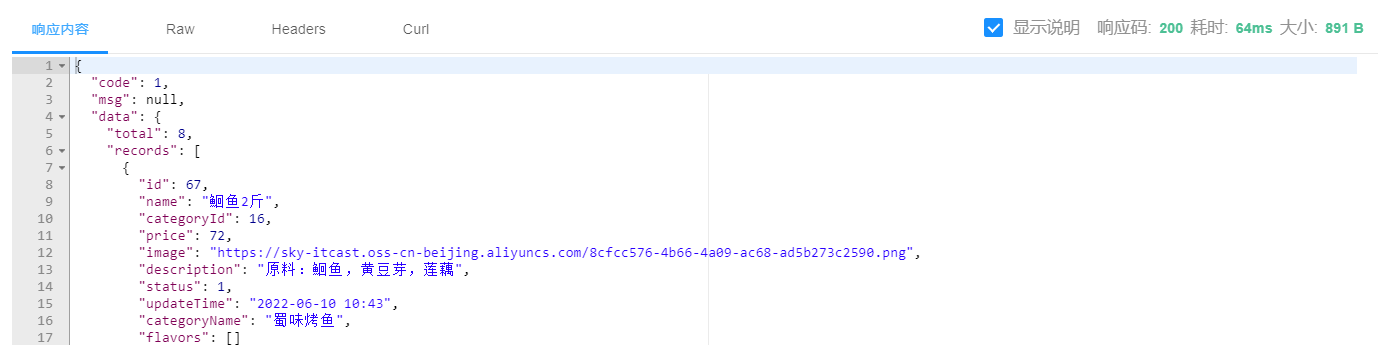 响应内容 Raw Headers Curl 显示说明 响应码: 200 耗时: 64ms 大小: 891 B
1 {
2 "code": 1,
3 "msg": null,
4 "data": {
5 "total": 8,
6 "records": [
7 {
8 "id": 67,
9 "name": "鮰鱼2斤",
10 "categoryId": 16,
11 "price": 72,
12 "image": "https://sky-itcast.oss-cn-beijing.aliyuncs.com/8cfcc576-4b66-4a09-ac68-ad5b273c2590.png",
13 "description": "原料：鮰鱼，黄豆芽，莲藕",
14 "status": 1,
15 "updateTime": "2022-06-10 10:43",
16 "categoryName": "蜀味烤鱼",
17 "flavors": []